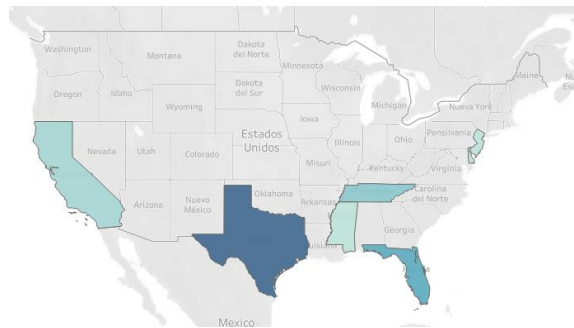 Washington
Montana
Dakota
del Norte
Minnesota
Maine
Oregon
Idaho
Dakota
del Sur
Wisconsin
Michigan
Nueva York
Wyoming
Iowa
Pensilvania
Nevada
Utah
Colorado
Estados
Unidos
Illinois
Ohio
Misuri
Kentucky
Virginia
Arizona
Nuevo
México
Oklahoma
Arkansas
Carolina
del Norte
Georgia
México